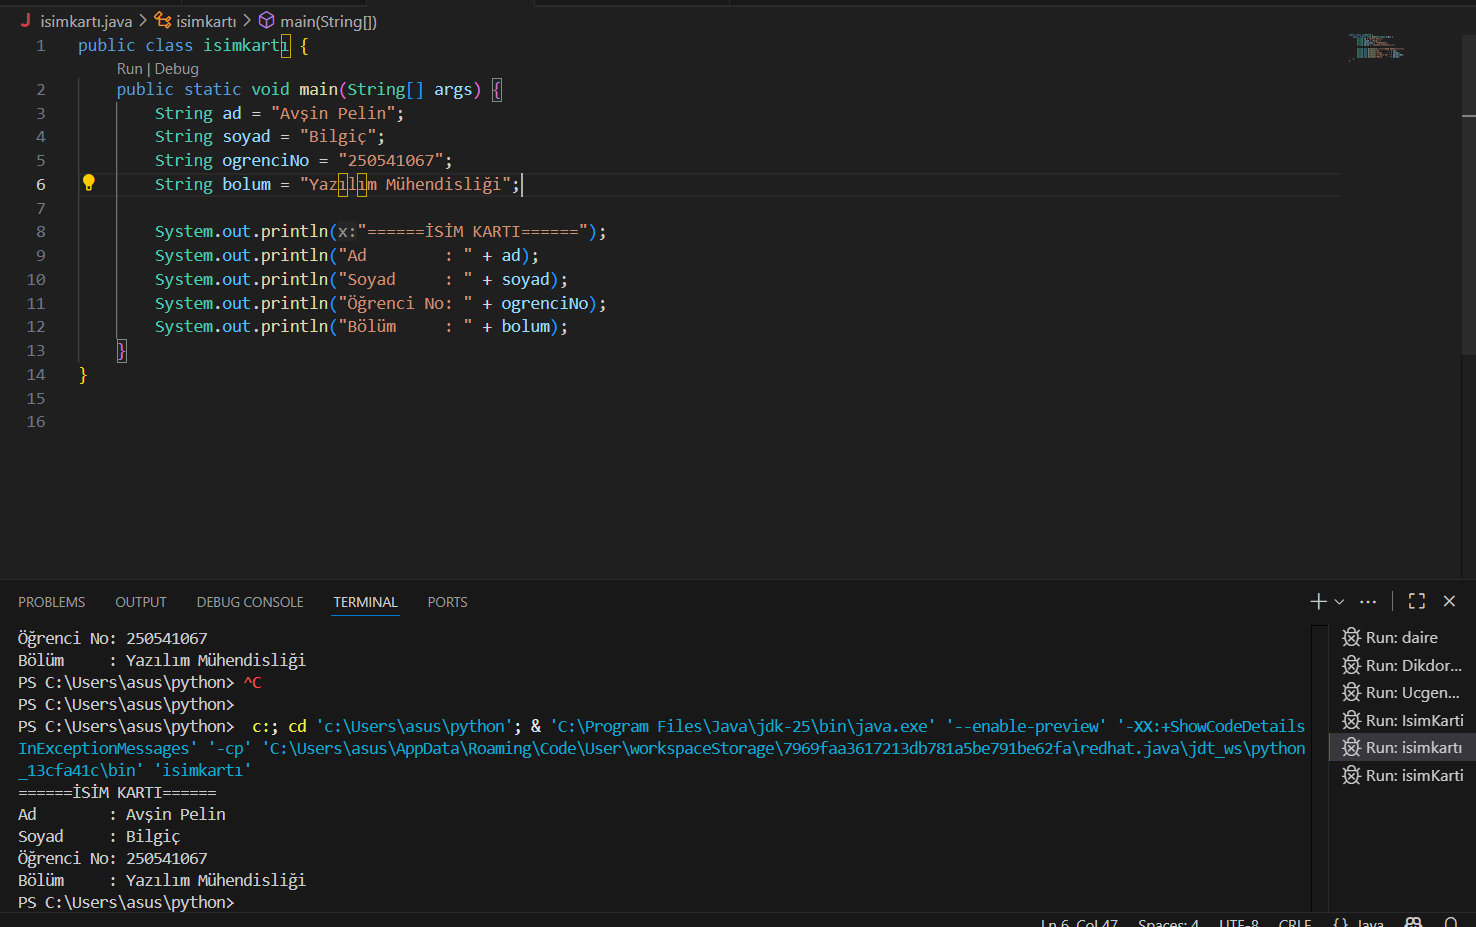 isimkartı.java > isimkartı > main(String[])
1 public class isimkartı {
Run | Debug
2 public static void main(String[] args) {
3 String ad = "Avşin Pelin";
4 String soyad = "Bilgiç";
5 String ogrenciNo = "250541067";
6 String bolum = "Yazılım Mühendisliği";
7
8 System.out.println(x:"======İSİM KARTI======");
9 System.out.println("Ad        : " + ad);
10 System.out.println("Soyad     : " + soyad);
11 System.out.println("Öğrenci No: " + ogrenciNo);
12 System.out.println("Bölüm     : " + bolum);
13 }
14 }
15
16
PROBLEMS OUTPUT DEBUG CONSOLE TERMINAL PORTS
Öğrenci No: 250541067
Bölüm     : Yazılım Mühendisliği
PS C:\Users\asus\python> ^C
PS C:\Users\asus\python>
PS C:\Users\asus\python>  c:; cd 'c:\Users\asus\python'; & 'C:\Program Files\Java\jdk-25\bin\java.exe' '--enable-preview' '-XX:+ShowCodeDetails
InExceptionMessages' '-cp' 'C:\Users\asus\AppData\Roaming\Code\User\workspaceStorage\7969faa3617213db781a5be791be62fa\redhat.java\jdt_ws\python
_13cfa41c\bin' 'isimkartı'
======İSİM KARTI======
Ad        : Avşin Pelin
Soyad     : Bilgiç
Öğrenci No: 250541067
Bölüm     : Yazılım Mühendisliği
PS C:\Users\asus\python>
Run: daire
Run: Dikdor...
Run: Ucgen...
Run: IsimKarti
Run: isimkartı
Run: isimKarti
Ln 6, Col 47 Spaces: 4 UTF-8 CRLF {} Java